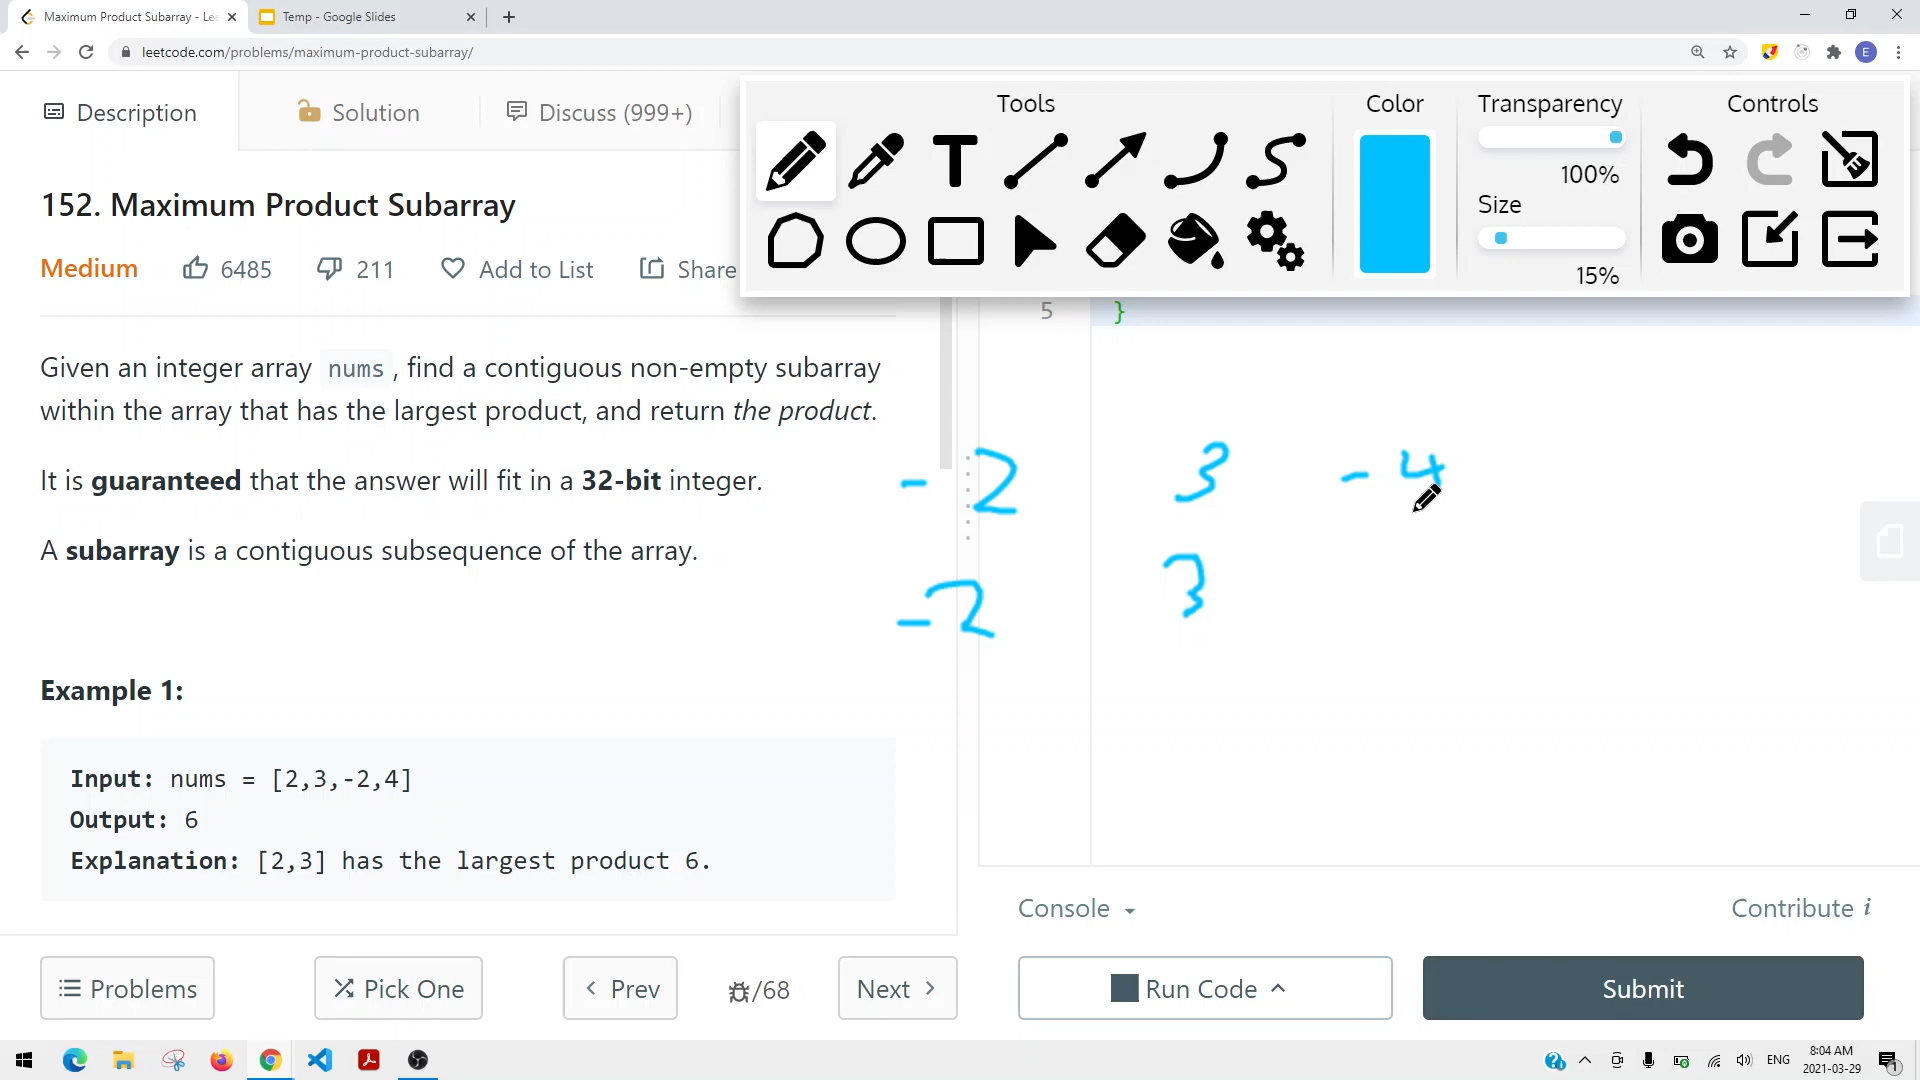 Maximum Product Subarray - Lee
Temp - Google Slides
leetcode.com/problems/maximum-product-subarray/
E
Description
Solution
Discuss (999+)
Tools
Color
Transparency
Controls
100%
Size
15%
152. Maximum Product Subarray
Medium
6485
211
Add to List
Share
5 }
Given an integer array nums, find a contiguous non-empty subarray
within the array that has the largest product, and return the product.
It is guaranteed that the answer will fit in a 32-bit integer.
A subarray is a contiguous subsequence of the array.
-2 3 -4
-2 3
Example 1:
Input: nums = [2,3,-2,4]
Output: 6
Explanation: [2,3] has the largest product 6.
Console
Contribute i
Problems
Pick One
Prev
/68
Next
Run Code
Submit
ENG
8:04 AM
2021-03-29
1